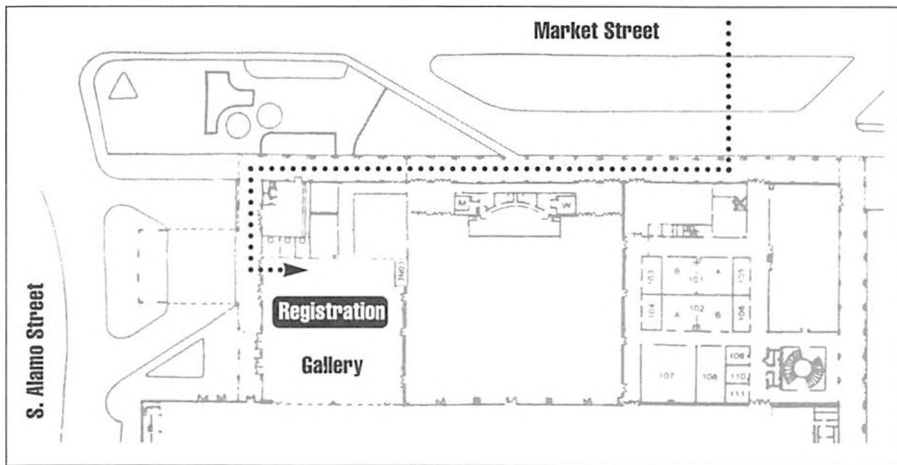 Market Street
M
W
103
B
A
101
105
104
A
102
B
106
Registration
Gallery
S. Alamo Street
107
108
109
110
111